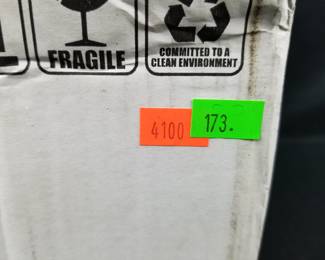 FRAGILE
COMMITTED TO A
CLEAN ENVIRONMENT
4100
173.